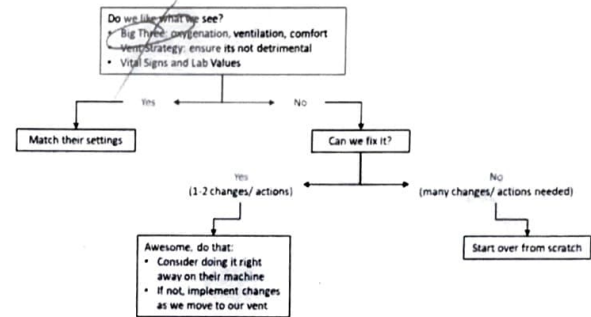 Do we like what we see?
• Big Three: oxygenation, ventilation, comfort
• Vent Strategy: ensure its not detrimental
• Vital Signs and Lab Values
Yes
No
Match their settings
Can we fix it?
Yes
(1-2 changes/ actions)
No
(many changes/ actions needed)
Awesome, do that:
• Consider doing it right
away on their machine
• If not, implement changes
as we move to our vent
Start over from scratch